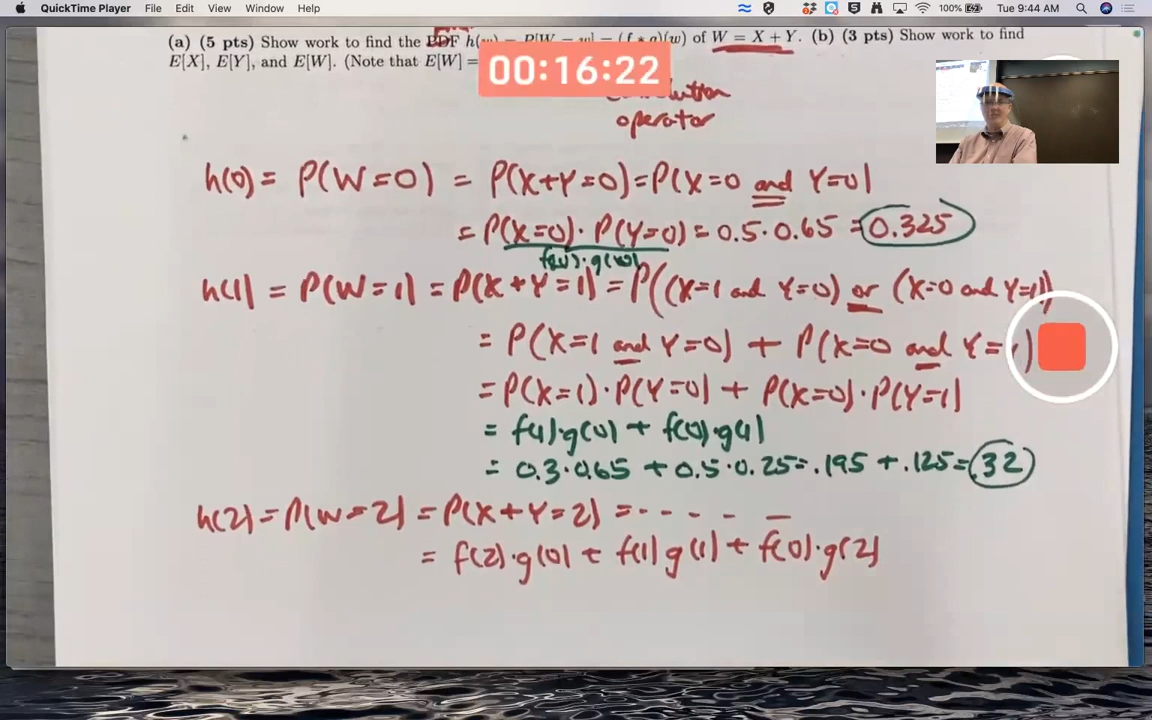 QuickTime Player File Edit View Window Help 100% Tue 9:44 AM
(a) (5 pts) Show work to find the PDF h(w) = P[W = w] = (f * g)(w) of W = X + Y. (b) (3 pts) Show work to find
E[X], E[Y], and E[W]. (Note that E[W] =
00:16:22
operator
h(0) = P(W=0) = P(X+Y=0) = P(X=0 and Y=0)
= P(X=0) · P(Y=0) = 0.5 · 0.65 = 0.325
f(0) · g(0)
h(1) = P(W=1) = P(X+Y=1) = P((X=1 and Y=0) or (X=0 and Y=1))
= P(X=1 and Y=0) + P(X=0 and Y=1)
= P(X=1) · P(Y=0) + P(X=0) · P(Y=1)
= f(1) · g(0) + f(0) · g(1)
= 0.3 · 0.65 + 0.5 · 0.25 = .195 + .125 = .32
h(2) = P(W=2) = P(X+Y=2) = - - - - -
= f(2) · g(0) + f(1) g(1) + f(0) · g(2)